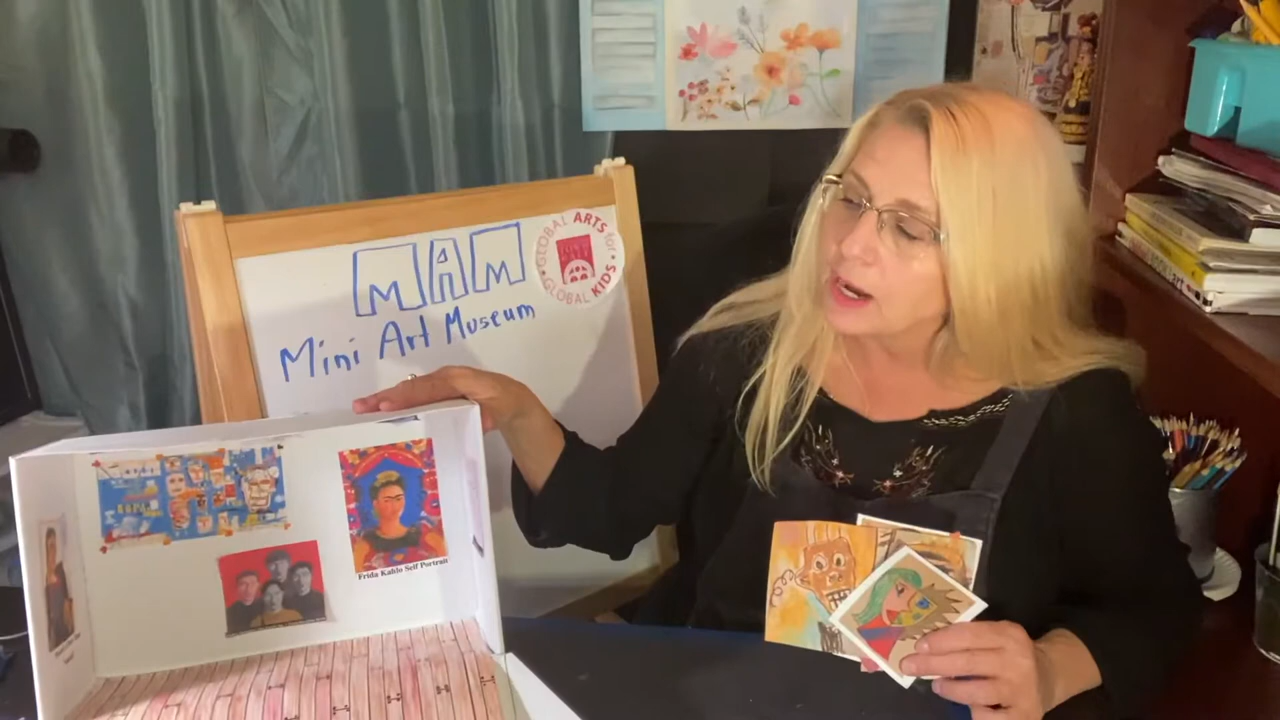 MAM
Mini Art Museum
GLOBAL ARTS for
GLOBAL KIDS
Frida Kahlo Self Portrait